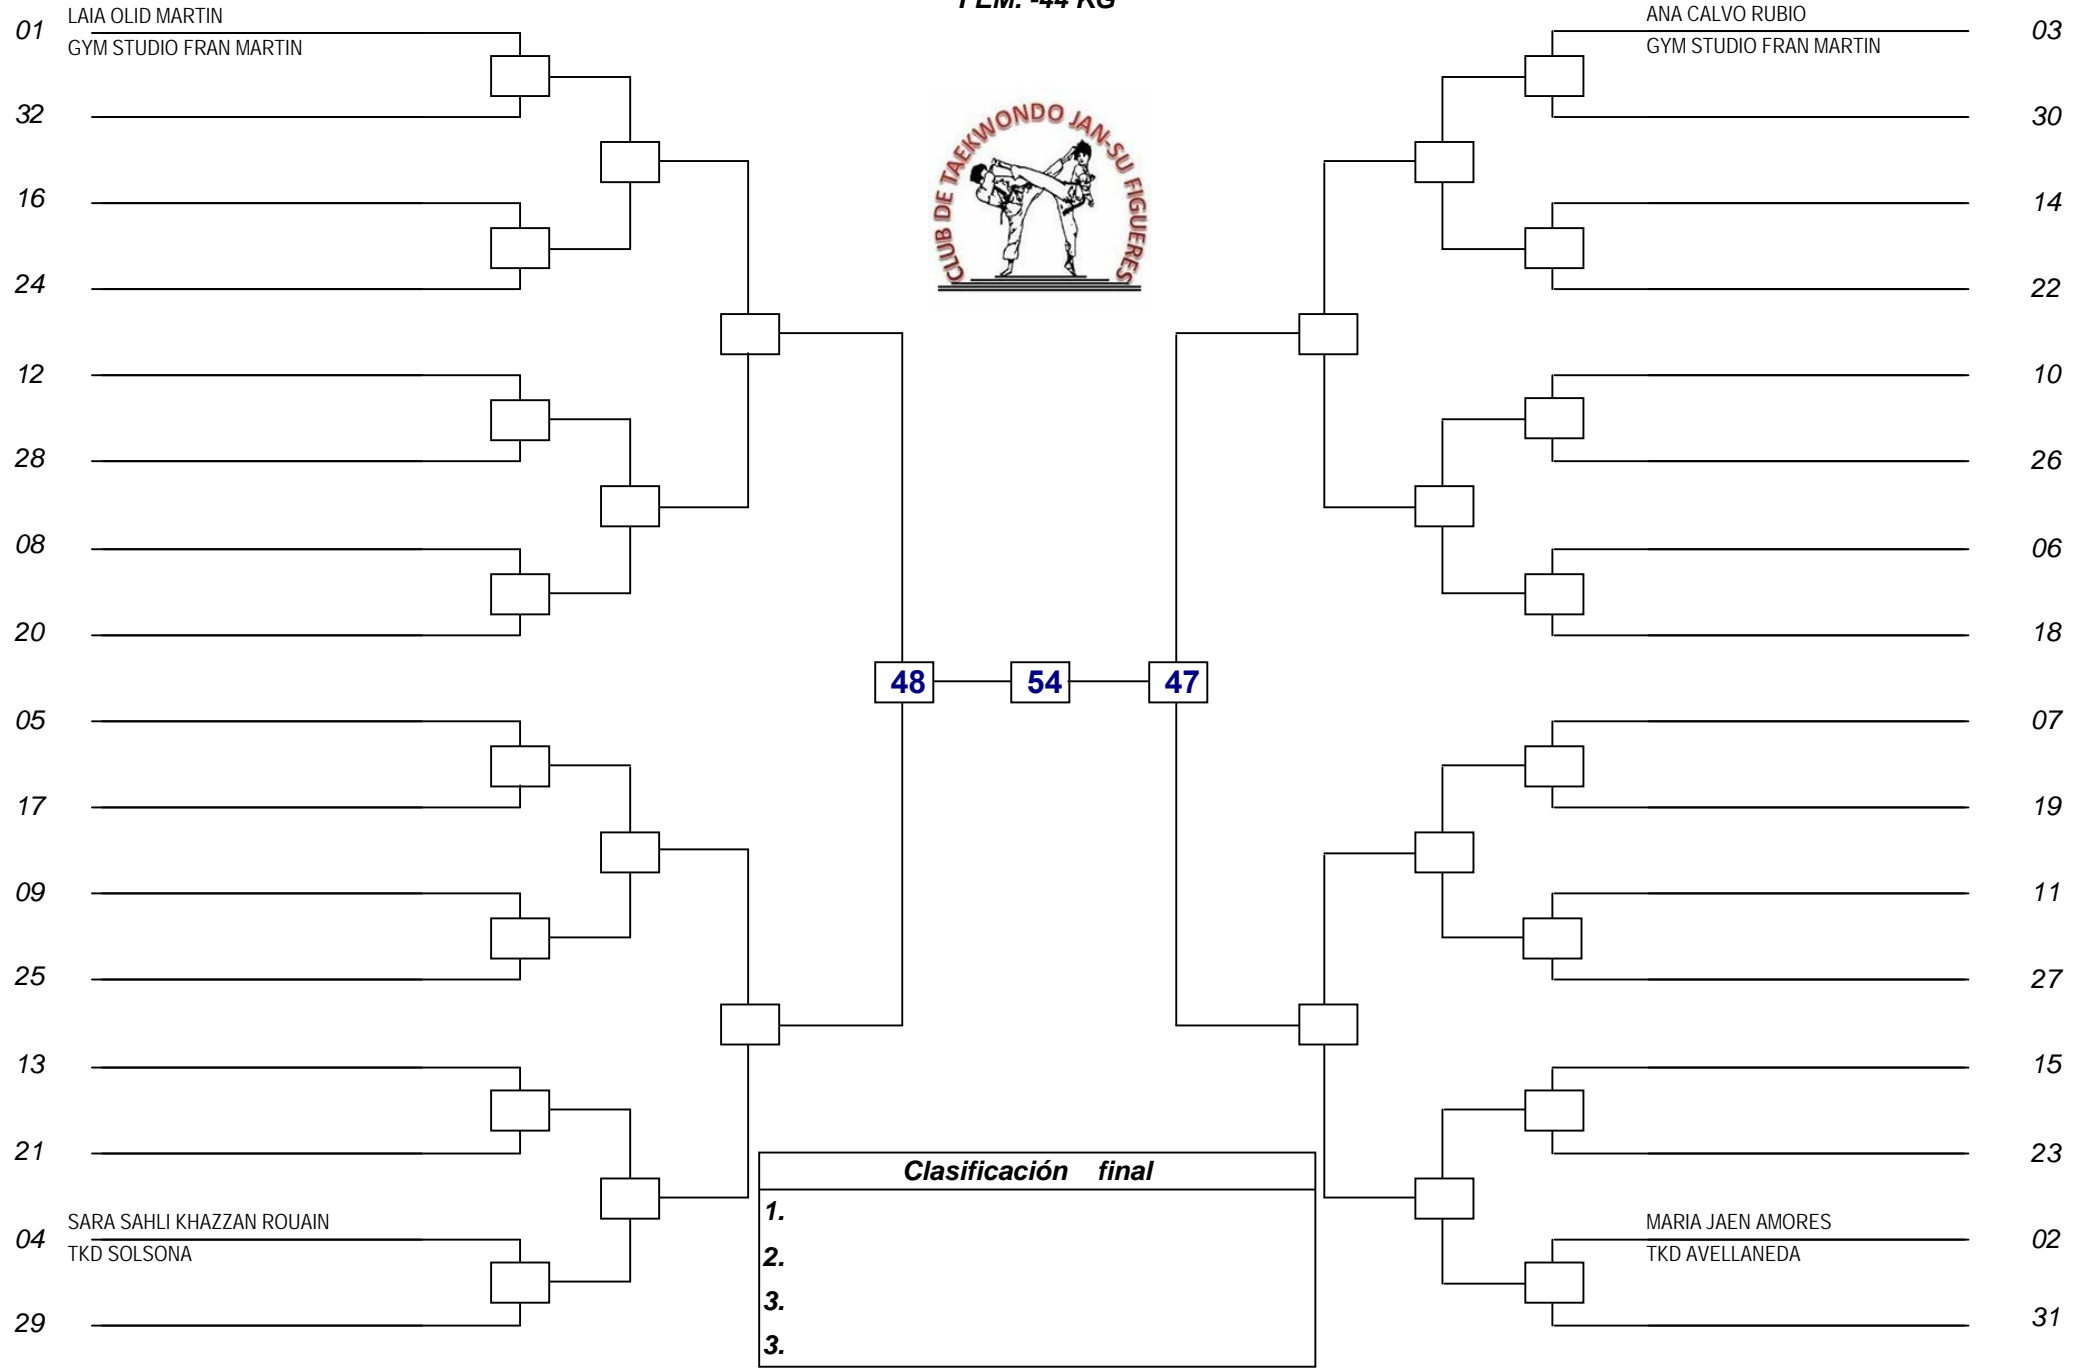 FEM. -44 KG
01 LAIA OLID MARTIN
GYM STUDIO FRAN MARTIN
32
16
24
12
28
08
20
05
17
09
25
13
21
04 SARA SAHLI KHAZZAN ROUAIN
TKD SOLSONA
29
CLUB DE TAEKWONDO JAN-SU FIGUERES
48 54 47
ANA CALVO RUBIO 03
GYM STUDIO FRAN MARTIN
30
14
22
10
26
06
18
07
19
11
27
15
23
MARIA JAEN AMORES 02
TKD AVELLANEDA
31
Clasificación final
1.
2.
3.
3.